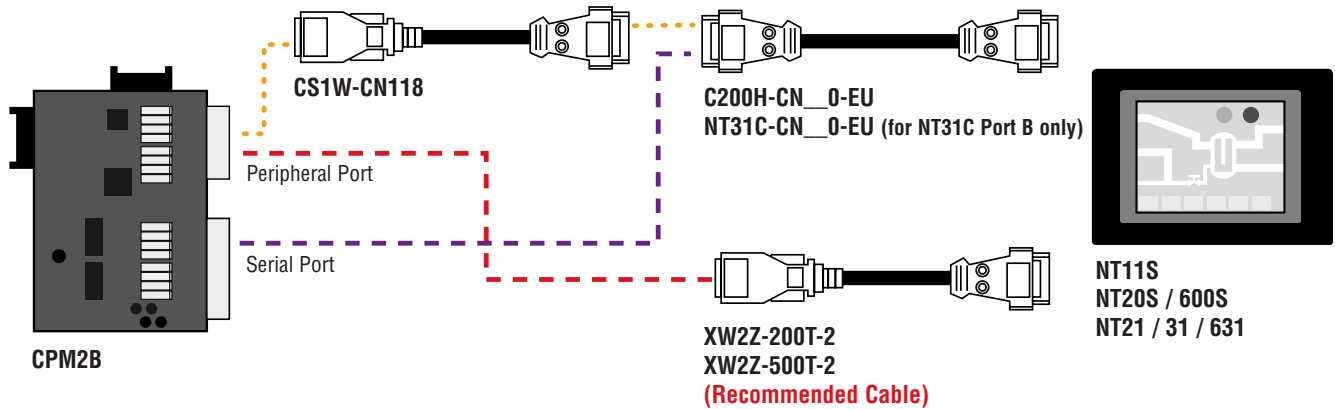 CS1W-CN118
C200H-CN__0-EU
NT31C-CN__0-EU (for NT31C Port B only)
Peripheral Port
Serial Port
CPM2B
XW2Z-200T-2
XW2Z-500T-2
(Recommended Cable)
NT11S
NT20S / 600S
NT21 / 31 / 631